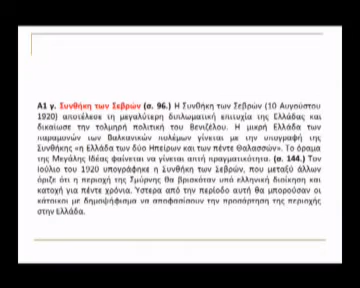 Α1 γ. Συνθήκη των Σεβρών (σ. 96.) Η Συνθήκη των Σεβρών (10 Αυγούστου
1920) αποτέλεσε τη μεγαλύτερη διπλωματική επιτυχία της Ελλάδας και
δικαίωσε την τολμηρή πολιτική του Βενιζέλου. Η μικρή Ελλάδα των
παραμονών των Βαλκανικών πολέμων γίνεται με την υπογραφή της
Συνθήκης «η Ελλάδα των δύο Ηπείρων και των πέντε Θαλασσών». Το όραμα
της Μεγάλης Ιδέας φαίνεται να γίνεται απτή πραγματικότητα. (σ. 144.) Τον
Ιούλιο του 1920 υπογράφηκε η Συνθήκη των Σεβρών, που μεταξύ άλλων
όριζε ότι η περιοχή της Σμύρνης θα βρισκόταν υπό ελληνική διοίκηση και
κατοχή για πέντε χρόνια. Ύστερα από την περίοδο αυτή θα μπορούσαν οι
κάτοικοι με δημοψήφισμα να αποφασίσουν την προσάρτηση της περιοχής
στην Ελλάδα.